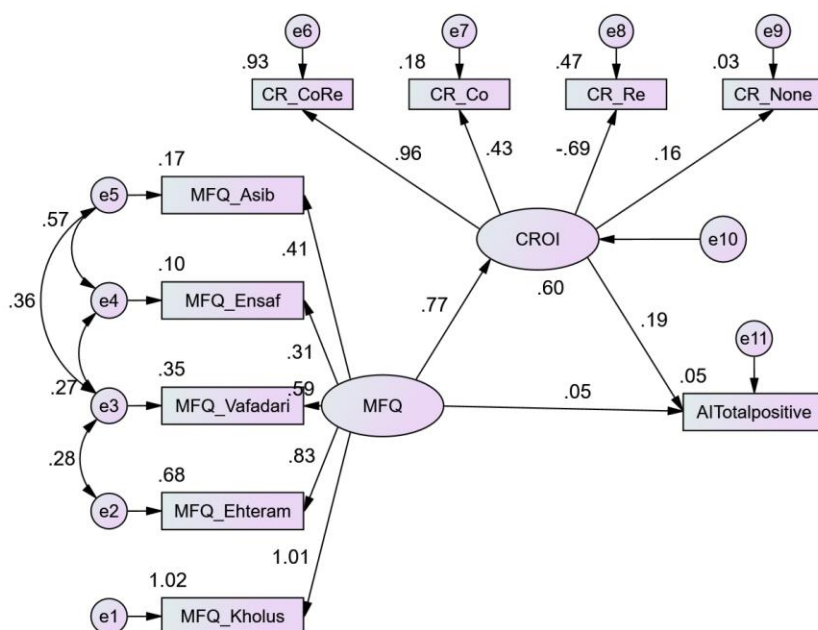 e6
e7
e8
e9
.93
.18
.47
.03
CR_CoRe
CR_Co
CR_Re
CR_None
.96
.43
-.69
.16
.17
e5
MFQ_Asib
.57
.41
CROI
e10
.10
.60
e4
MFQ_Ensaf
.36
.77
.19
.31
e11
.35
.27
.59
.05
.05
e3
MFQ_Vafadari
MFQ
AITotalpositive
.28
.68
.83
e2
MFQ_Ehteram
1.01
1.02
e1
MFQ_Kholus